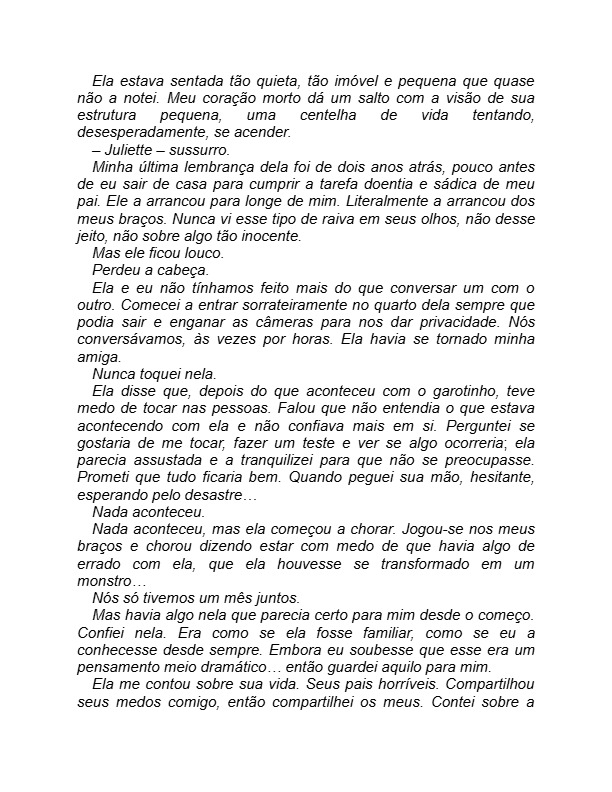 Ela estava sentada tão quieta, tão imóvel e pequena que quase
não a notei. Meu coração morto dá um salto com a visão de sua
estrutura pequena, uma centelha de vida tentando,
desesperadamente, se acender.
– Juliette – sussurro.
Minha última lembrança dela foi de dois anos atrás, pouco antes
de eu sair de casa para cumprir a tarefa doentia e sádica de meu
pai. Ele a arrancou para longe de mim. Literalmente a arrancou dos
meus braços. Nunca vi esse tipo de raiva em seus olhos, não desse
jeito, não sobre algo tão inocente.
Mas ele ficou louco.
Perdeu a cabeça.
Ela e eu não tínhamos feito mais do que conversar um com o
outro. Comecei a entrar sorrateiramente no quarto dela sempre que
podia sair e enganar as câmeras para nos dar privacidade. Nós
conversávamos, às vezes por horas. Ela havia se tornado minha
amiga.
Nunca toquei nela.
Ela disse que, depois do que aconteceu com o garotinho, teve
medo de tocar nas pessoas. Falou que não entendia o que estava
acontecendo com ela e não confiava mais em si. Perguntei se
gostaria de me tocar, fazer um teste e ver se algo ocorreria; ela
parecia assustada e a tranquilizei para que não se preocupasse.
Prometi que tudo ficaria bem. Quando peguei sua mão, hesitante,
esperando pelo desastre…
Nada aconteceu.
Nada aconteceu, mas ela começou a chorar. Jogou-se nos meus
braços e chorou dizendo estar com medo de que havia algo de
errado com ela, que ela houvesse se transformado em um
monstro…
Nós só tivemos um mês juntos.
Mas havia algo nela que parecia certo para mim desde o começo.
Confiei nela. Era como se ela fosse familiar, como se eu a
conhecesse desde sempre. Embora eu soubesse que esse era um
pensamento meio dramático… então guardei aquilo para mim.
Ela me contou sobre sua vida. Seus pais horríveis. Compartilhou
seus medos comigo, então compartilhei os meus. Contei sobre a